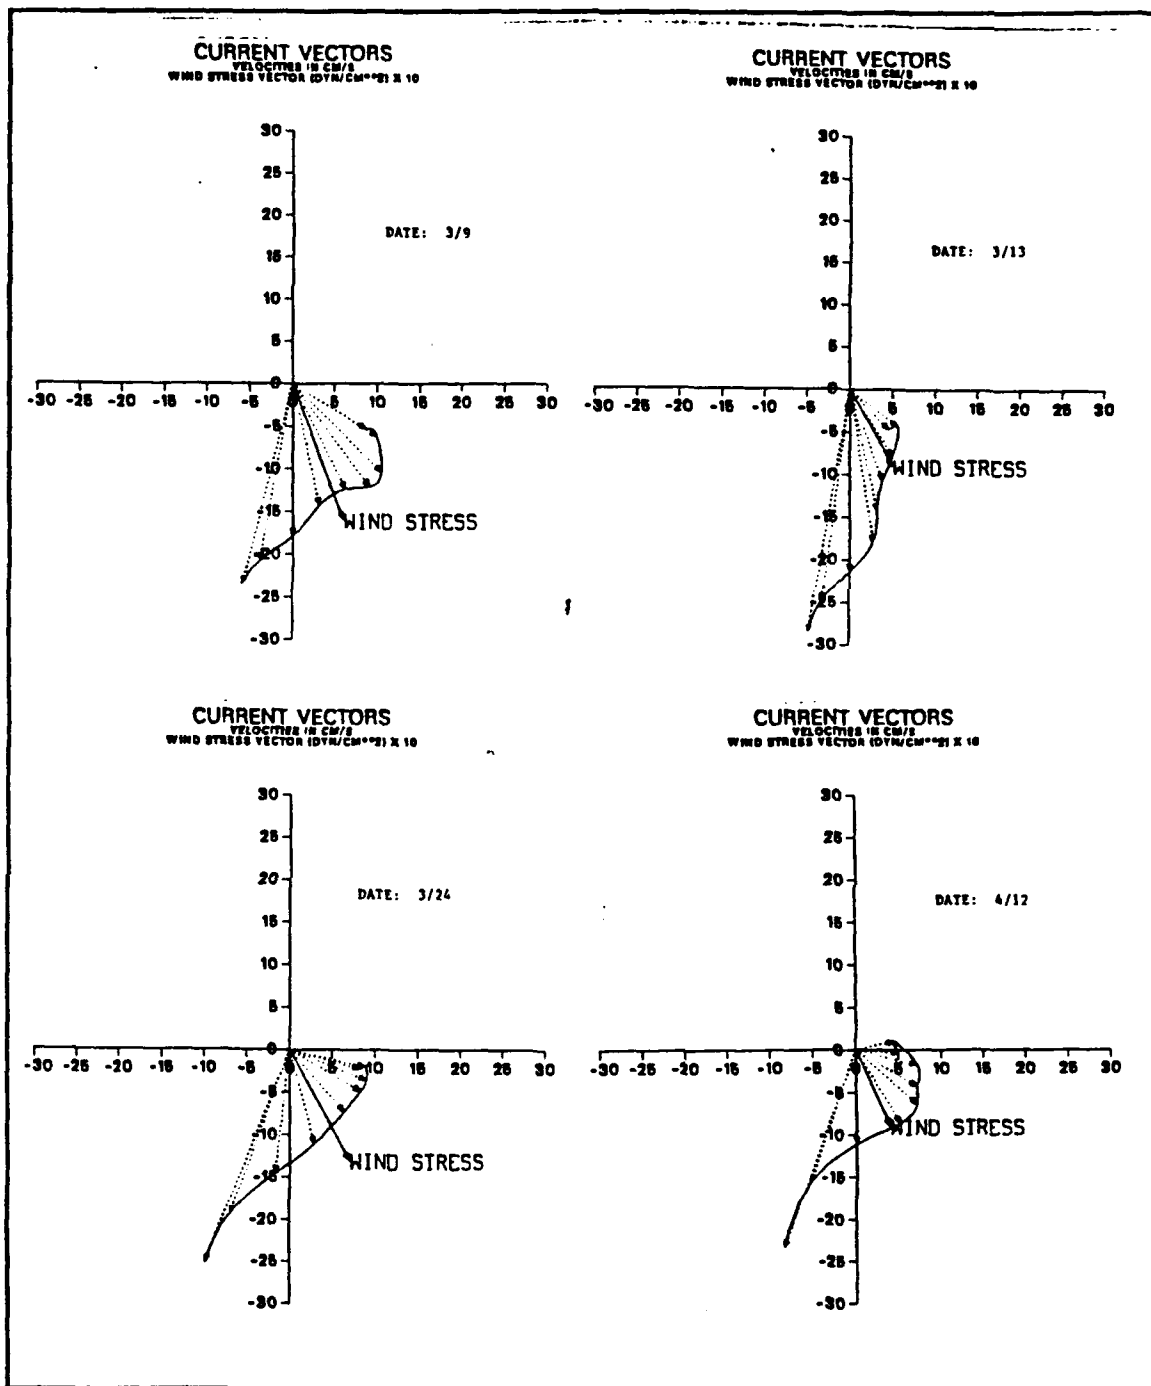 CURRENT VECTORS
VELOCITIES IN CM/S
WIND STRESS VECTOR (DYN/CM**2) X 10
30
25
20
15
10
5
0
-5
-10
-15
-20
-25
-30
-30 -25 -20 -15 -10 -5 0 5 10 15 20 25 30
DATE: 3/9
WIND STRESS
CURRENT VECTORS
VELOCITIES IN CM/S
WIND STRESS VECTOR (DYN/CM**2) X 10
30
25
20
15
10
5
0
-5
-10
-15
-20
-25
-30
-30 -25 -20 -15 -10 -5 0 5 10 15 20 25 30
DATE: 3/13
WIND STRESS
CURRENT VECTORS
VELOCITIES IN CM/S
WIND STRESS VECTOR (DYN/CM**2) X 10
30
25
20
15
10
5
0
-5
-10
-15
-20
-25
-30
-30 -25 -20 -15 -10 -5 0 5 10 15 20 25 30
DATE: 3/24
WIND STRESS
CURRENT VECTORS
VELOCITIES IN CM/S
WIND STRESS VECTOR (DYN/CM**2) X 10
30
25
20
15
10
5
0
-5
-10
-15
-20
-25
-30
-30 -25 -20 -15 -10 -5 0 5 10 15 20 25 30
DATE: 4/12
WIND STRESS